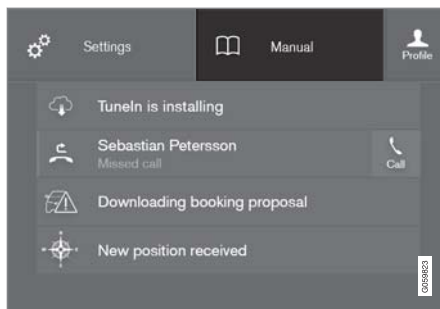 Settings
Manual
Profile
TuneIn is installing
Sebastian Petersson
Missed call
Call
Downloading booking proposal
New position received
G059823